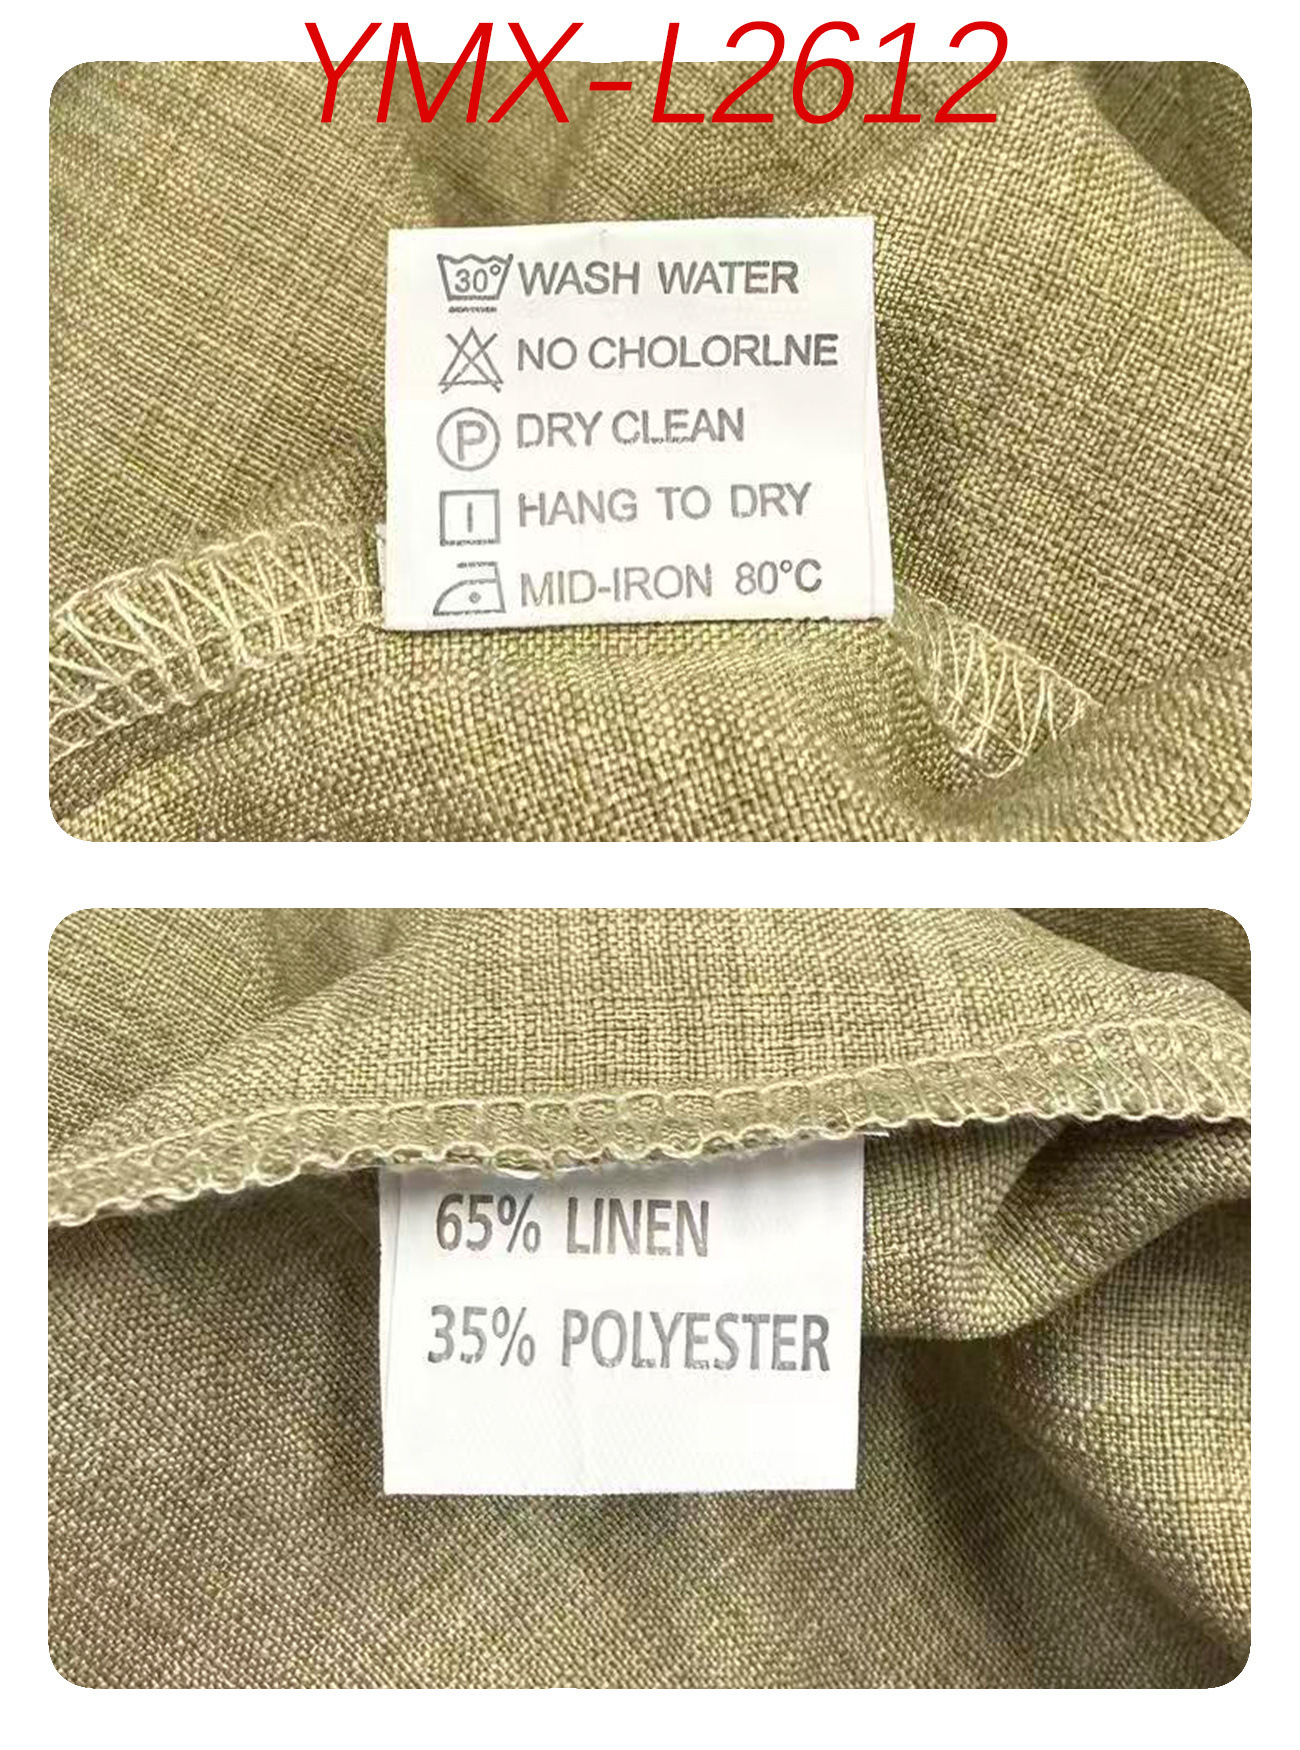 YMX-L2612
30° WASH WATER
NO CHOLORLNE
P DRY CLEAN
HANG TO DRY
MID-IRON 80°C
65% LINEN
35% POLYESTER